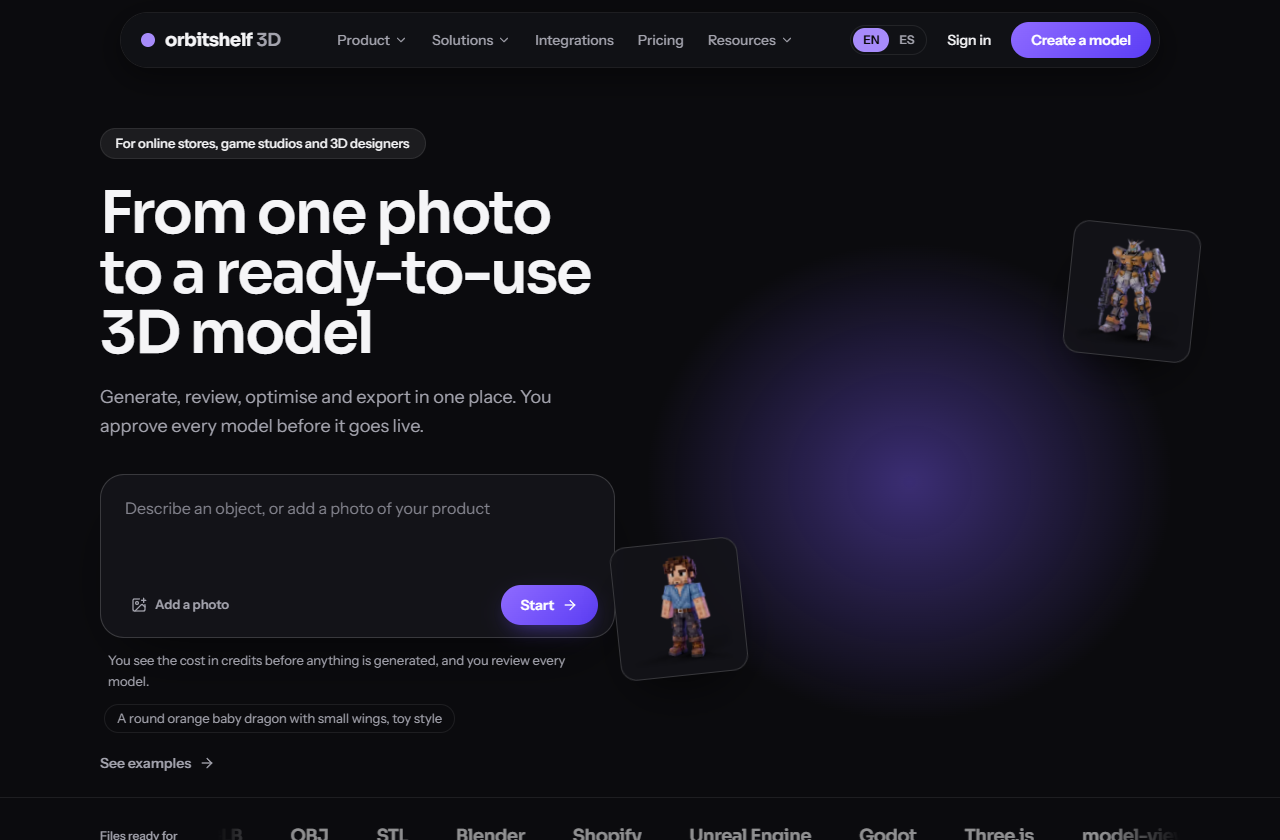 orbitshelf 3D
Product
Solutions
Integrations
Pricing
Resources
EN
ES
Sign in
Create a model
For online stores, game studios and 3D designers
From one photo
to a ready-to-use
3D model
Generate, review, optimise and export in one place. You
approve every model before it goes live.
Describe an object, or add a photo of your product
Add a photo
Start
You see the cost in credits before anything is generated, and you review every
model.
A round orange baby dragon with small wings, toy style
See examples
Files ready for
OBJ
STL
Blender
Shopify
Unreal Engine
Godot
Three.js